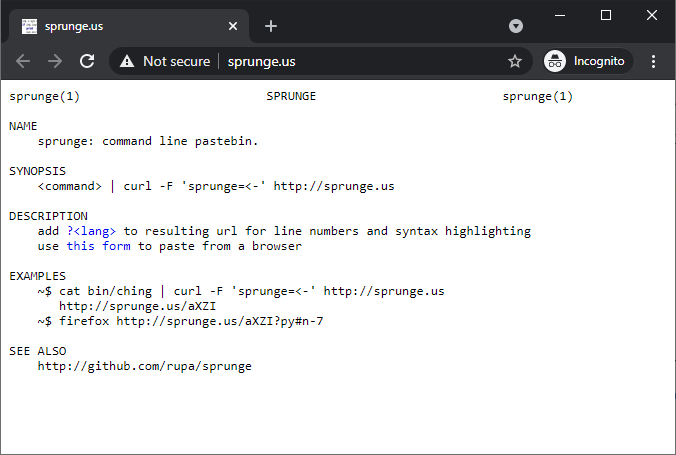 sprunge.us
Not secure | sprunge.us
Incognito
sprunge(1) SPRUNGE sprunge(1)
NAME
sprunge: command line pastebin.
SYNOPSIS
<command> | curl -F 'sprunge=<-' http://sprunge.us
DESCRIPTION
add ?<lang> to resulting url for line numbers and syntax highlighting
use this form to paste from a browser
EXAMPLES
~$ cat bin/ching | curl -F 'sprunge=<-' http://sprunge.us
http://sprunge.us/aXZI
~$ firefox http://sprunge.us/aXZI?py#n-7
SEE ALSO
http://github.com/rupa/sprunge